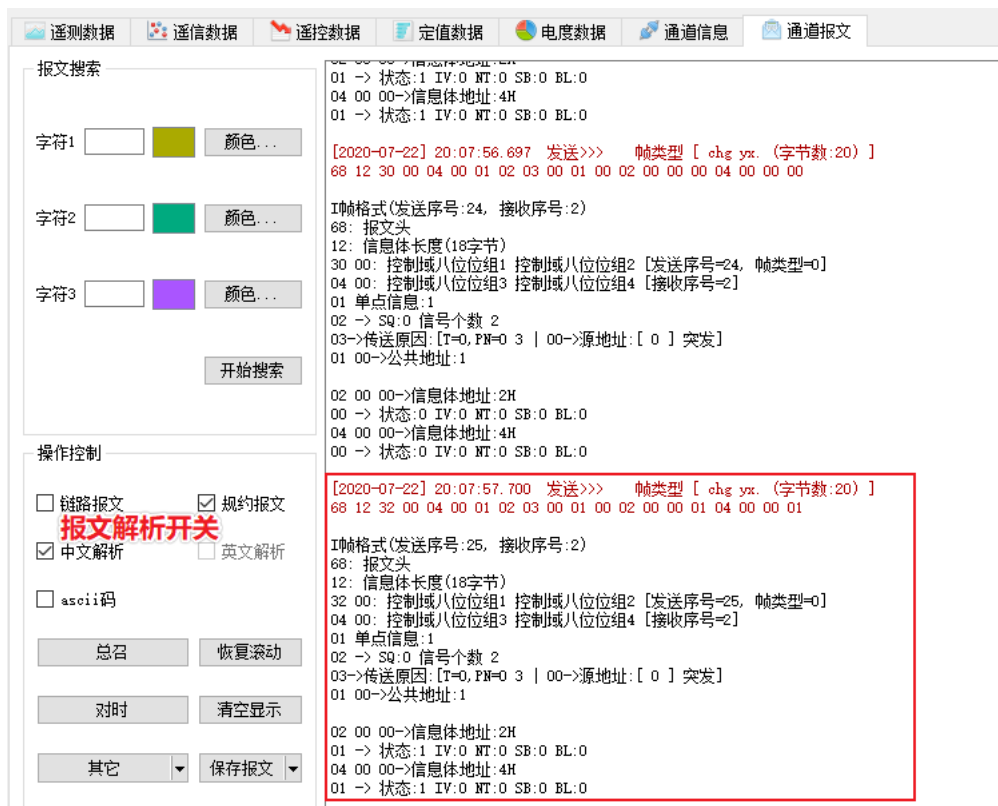 遥测数据 遥信数据 遥控数据 定值数据 电度数据 通道信息 通道报文
报文搜索
字符1 颜色...
字符2 颜色...
字符3 颜色...
开始搜索
操作控制
链路报文 规约报文
报文解析开关
中文解析 英文解析
ascii码
总召 恢复滚动
对时 清空显示
其它 保存报文
01 -> 状态:1 IV:0 NT:0 SB:0 BL:0
04 00 00->信息体地址:4H
01 -> 状态:1 IV:0 NT:0 SB:0 BL:0
[2020-07-22] 20:07:56.697 发送>>> 帧类型 [ chg yx. (字节数:20) ]
68 12 30 00 04 00 01 02 03 00 01 00 02 00 00 00 04 00 00 00
I帧格式(发送序号:24, 接收序号:2)
68: 报文头
12: 信息体长度(18字节)
30 00: 控制域八位位组1 控制域八位位组2 [发送序号=24, 帧类型=0]
04 00: 控制域八位位组3 控制域八位位组4 [接收序号=2]
01 单点信息:1
02 -> SQ:0 信号个数 2
03->传送原因:[T=0,PN=0 3 | 00->源地址:[ 0 ] 突发]
01 00->公共地址:1
02 00 00->信息体地址:2H
00 -> 状态:0 IV:0 NT:0 SB:0 BL:0
04 00 00->信息体地址:4H
00 -> 状态:0 IV:0 NT:0 SB:0 BL:0
[2020-07-22] 20:07:57.700 发送>>> 帧类型 [ chg yx. (字节数:20) ]
68 12 32 00 04 00 01 02 03 00 01 00 02 00 00 01 04 00 00 01
I帧格式(发送序号:25, 接收序号:2)
68: 报文头
12: 信息体长度(18字节)
32 00: 控制域八位位组1 控制域八位位组2 [发送序号=25, 帧类型=0]
04 00: 控制域八位位组3 控制域八位位组4 [接收序号=2]
01 单点信息:1
02 -> SQ:0 信号个数 2
03->传送原因:[T=0,PN=0 3 | 00->源地址:[ 0 ] 突发]
01 00->公共地址:1
02 00 00->信息体地址:2H
01 -> 状态:1 IV:0 NT:0 SB:0 BL:0
04 00 00->信息体地址:4H
01 -> 状态:1 IV:0 NT:0 SB:0 BL:0